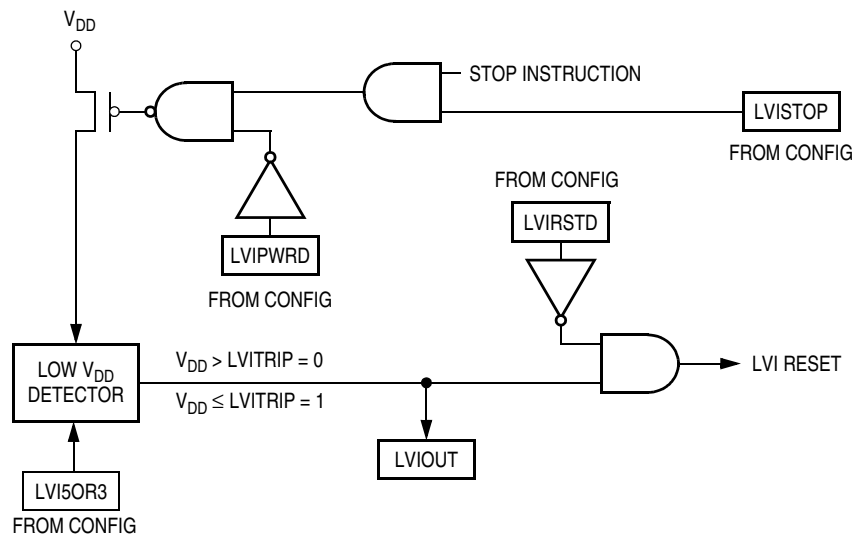 VDD
STOP INSTRUCTION
LVISTOP
FROM CONFIG
FROM CONFIG
LVIRSTD
LVIPWRD
FROM CONFIG
LOW VDD
DETECTOR
VDD > LVITRIP = 0
VDD ≤ LVITRIP = 1
LVI RESET
LVIOUT
LVI5OR3
FROM CONFIG